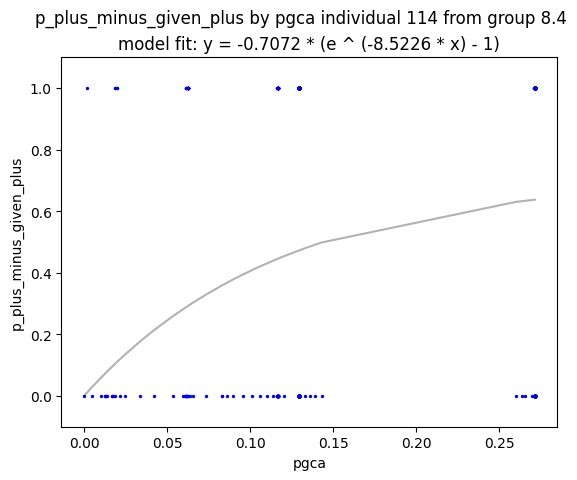 p_plus_minus_given_plus by pgca individual 114 from group 8.4
model fit: y = -0.7072 * (e ^ (-8.5226 * x) - 1)
1.0
0.8
0.6
0.4
0.2
0.0
p_plus_minus_given_plus
0.00 0.05 0.10 0.15 0.20 0.25
pgca